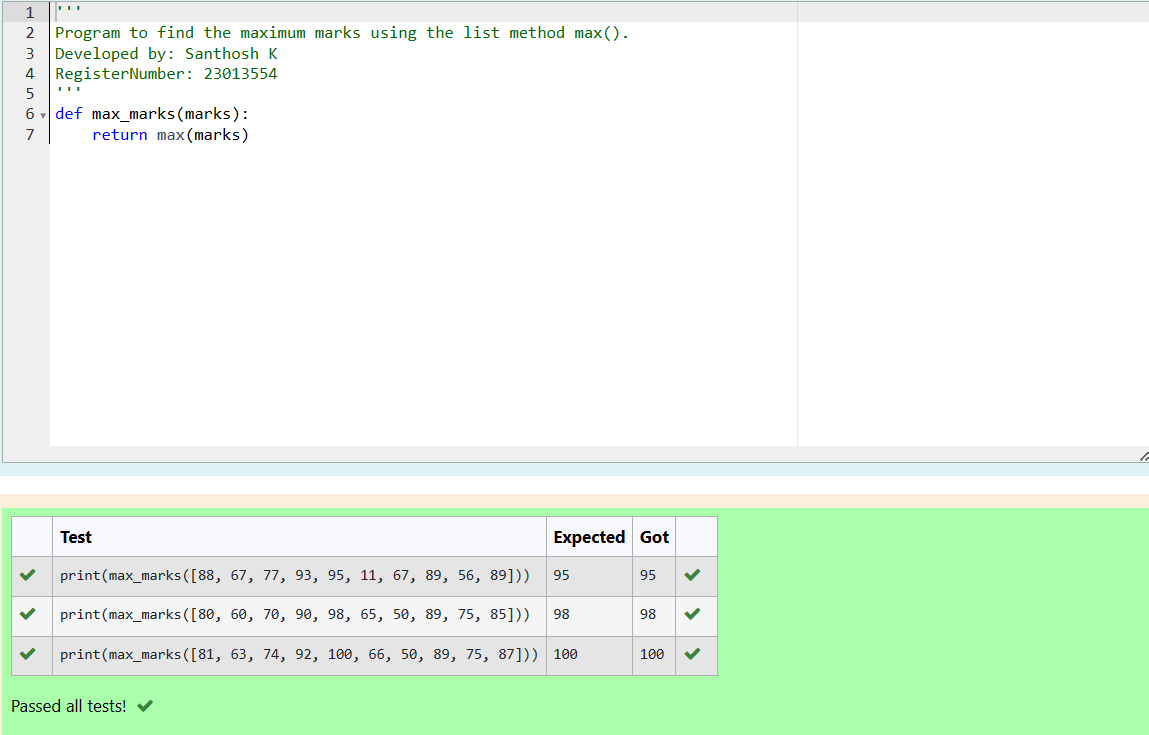 1 '''
2 Program to find the maximum marks using the list method max().
3 Developed by: Santhosh K
4 RegisterNumber: 23013554
5 '''
6 def max_marks(marks):
7     return max(marks)
Test Expected Got
print(max_marks([88, 67, 77, 93, 95, 11, 67, 89, 56, 89])) 95 95
print(max_marks([80, 60, 70, 90, 98, 65, 50, 89, 75, 85])) 98 98
print(max_marks([81, 63, 74, 92, 100, 66, 50, 89, 75, 87])) 100 100
Passed all tests!